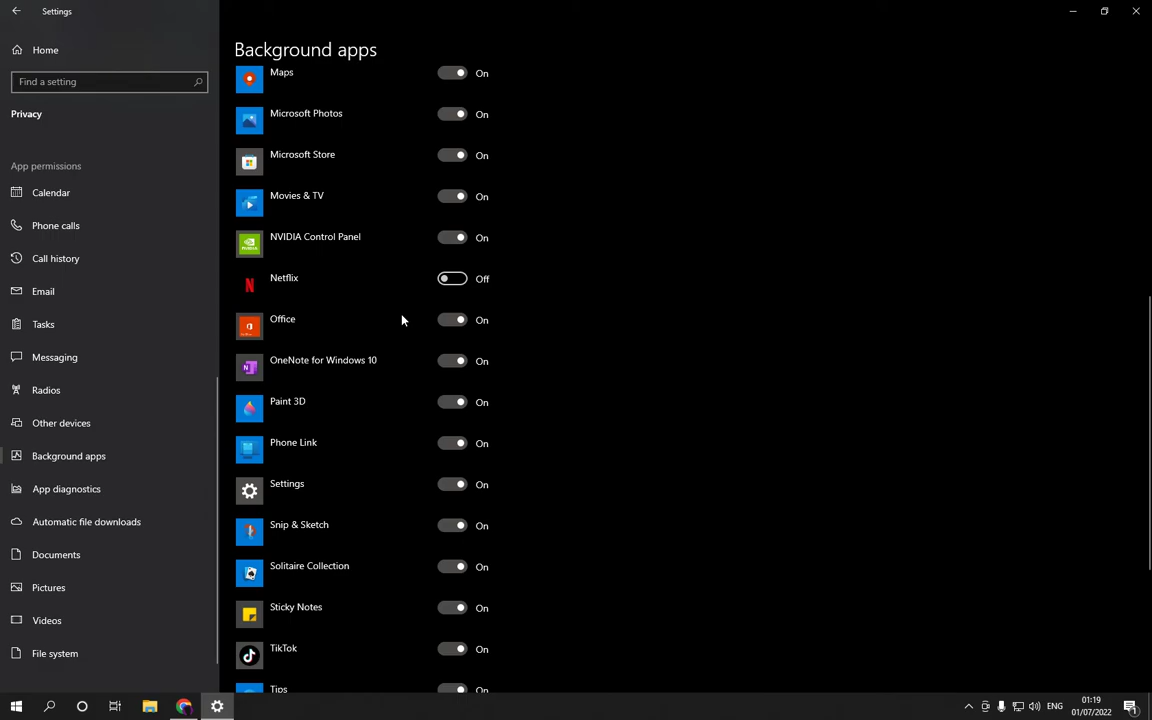 Settings
Home
Find a setting
Privacy
App permissions
Calendar
Phone calls
Call history
Email
Tasks
Messaging
Radios
Other devices
Background apps
App diagnostics
Automatic file downloads
Documents
Pictures
Videos
File system
Background apps
Maps On
Microsoft Photos On
Microsoft Store On
Movies & TV On
NVIDIA Control Panel On
Netflix Off
Office On
OneNote for Windows 10 On
Paint 3D On
Phone Link On
Settings On
Snip & Sketch On
Solitaire Collection On
Sticky Notes On
TikTok On
Tips On
ENG
01:19
01/07/2022